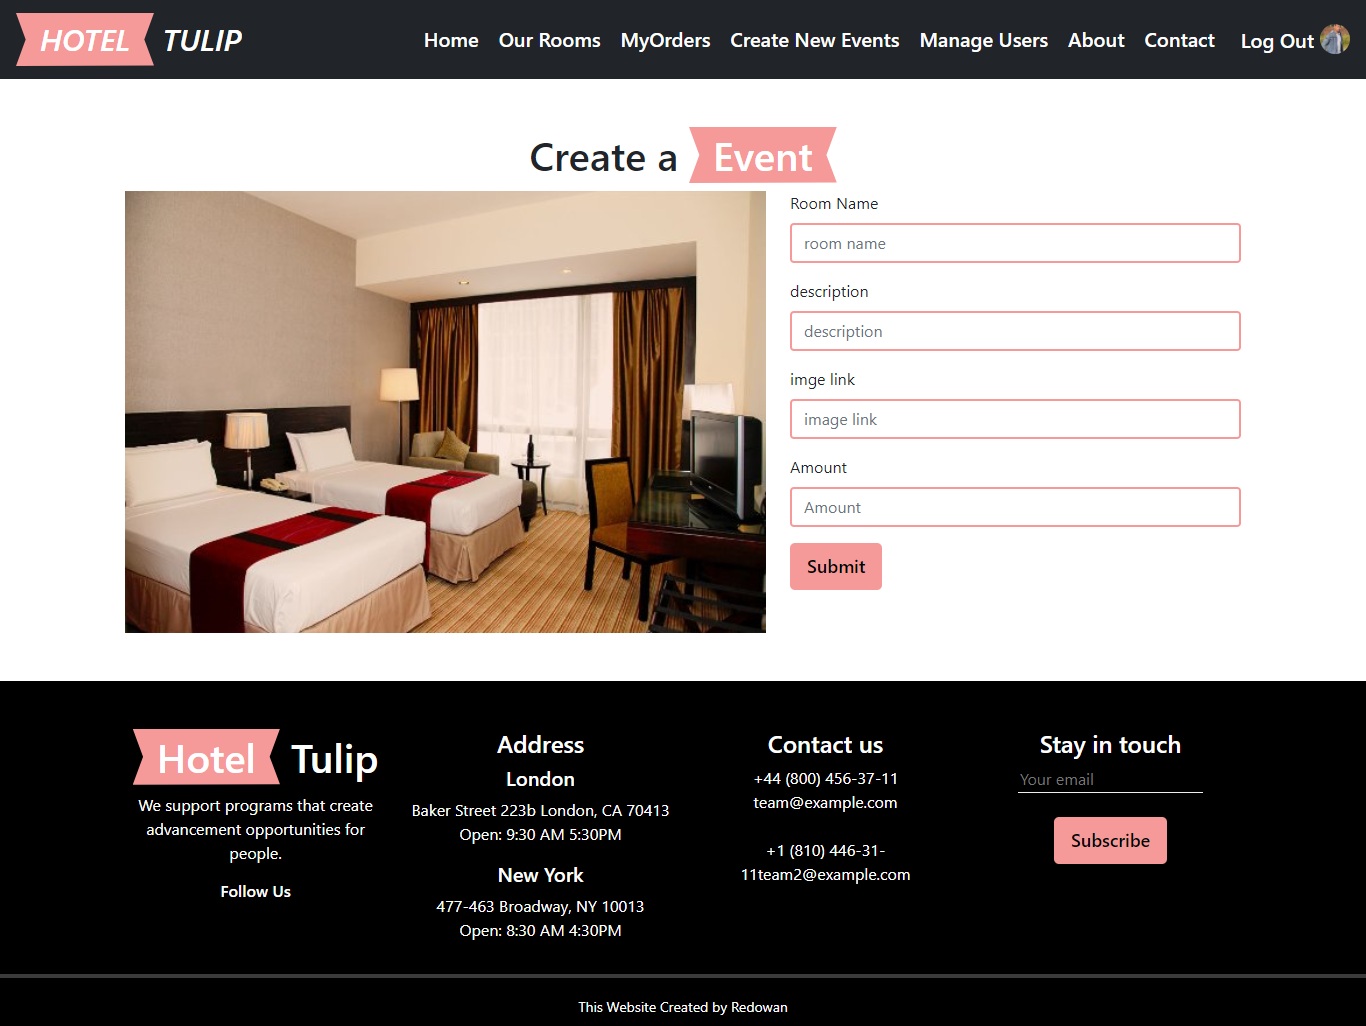 HOTEL TULIP
Home Our Rooms MyOrders Create New Events Manage Users About Contact Log Out
Create a Event
Room Name
room name
description
description
imge link
image link
Amount
Amount
Submit
Hotel Tulip
We support programs that create
advancement opportunities for
people.
Follow Us
Address
London
Baker Street 223b London, CA 70413
Open: 9:30 AM 5:30PM
New York
477-463 Broadway, NY 10013
Open: 8:30 AM 4:30PM
Contact us
+44 (800) 456-37-11
team@example.com
+1 (810) 446-31-
11team2@example.com
Stay in touch
Your email
Subscribe
This Website Created by Redowan